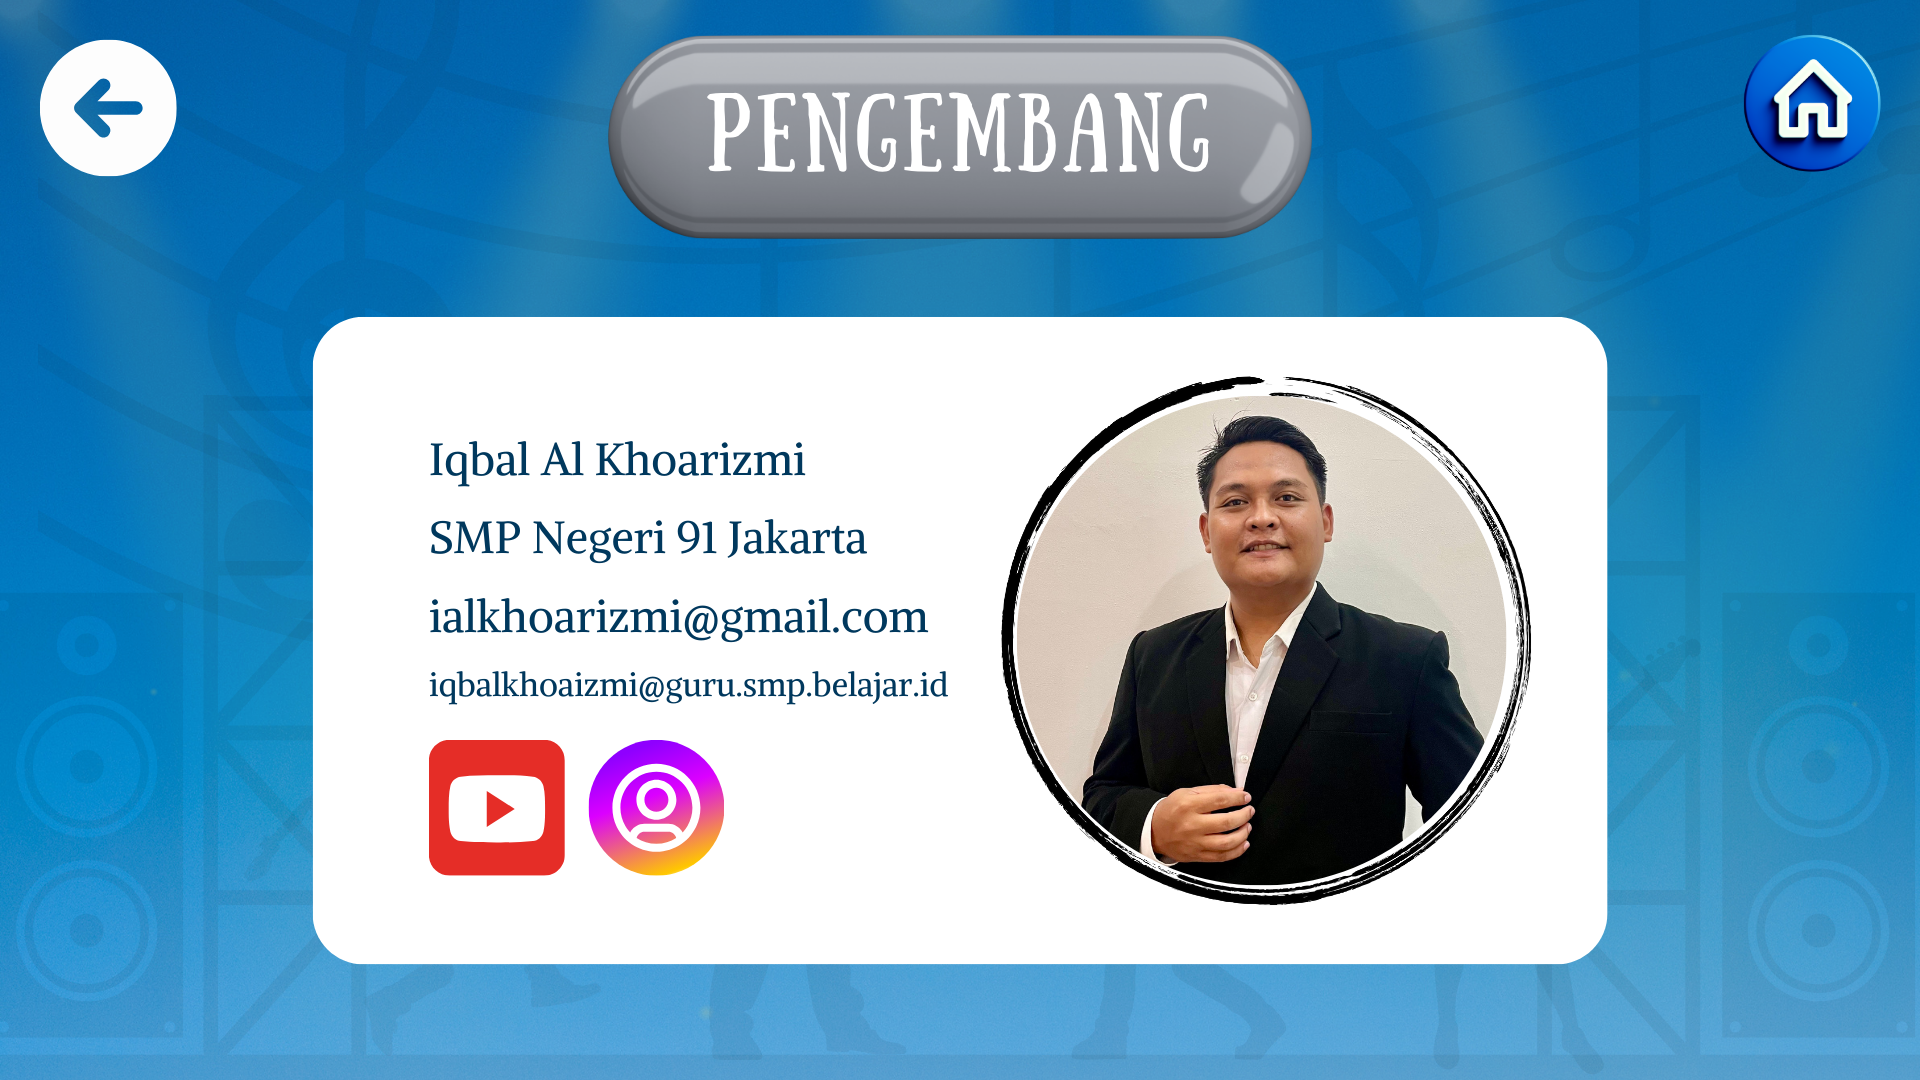 PENGEMBANG
Iqbal Al Khoarizmi
SMP Negeri 91 Jakarta
ialkhoarizmi@gmail.com
iqbalkhoaizmi@guru.smp.belajar.id